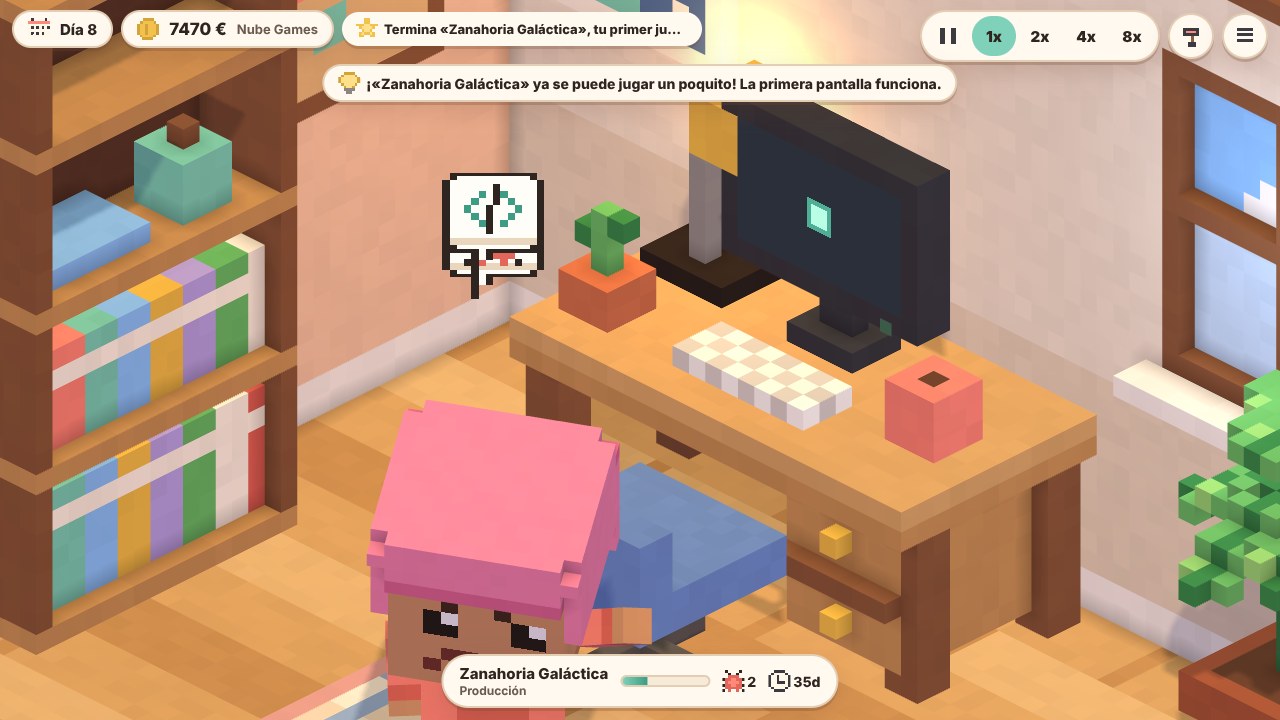 Día 8
7470 €
Nube Games
Termina «Zanahoria Galáctica», tu primer ju…
1x
2x
4x
8x
¡«Zanahoria Galáctica» ya se puede jugar un poquito! La primera pantalla funciona.
</>
Zanahoria Galáctica
Producción
2
35d